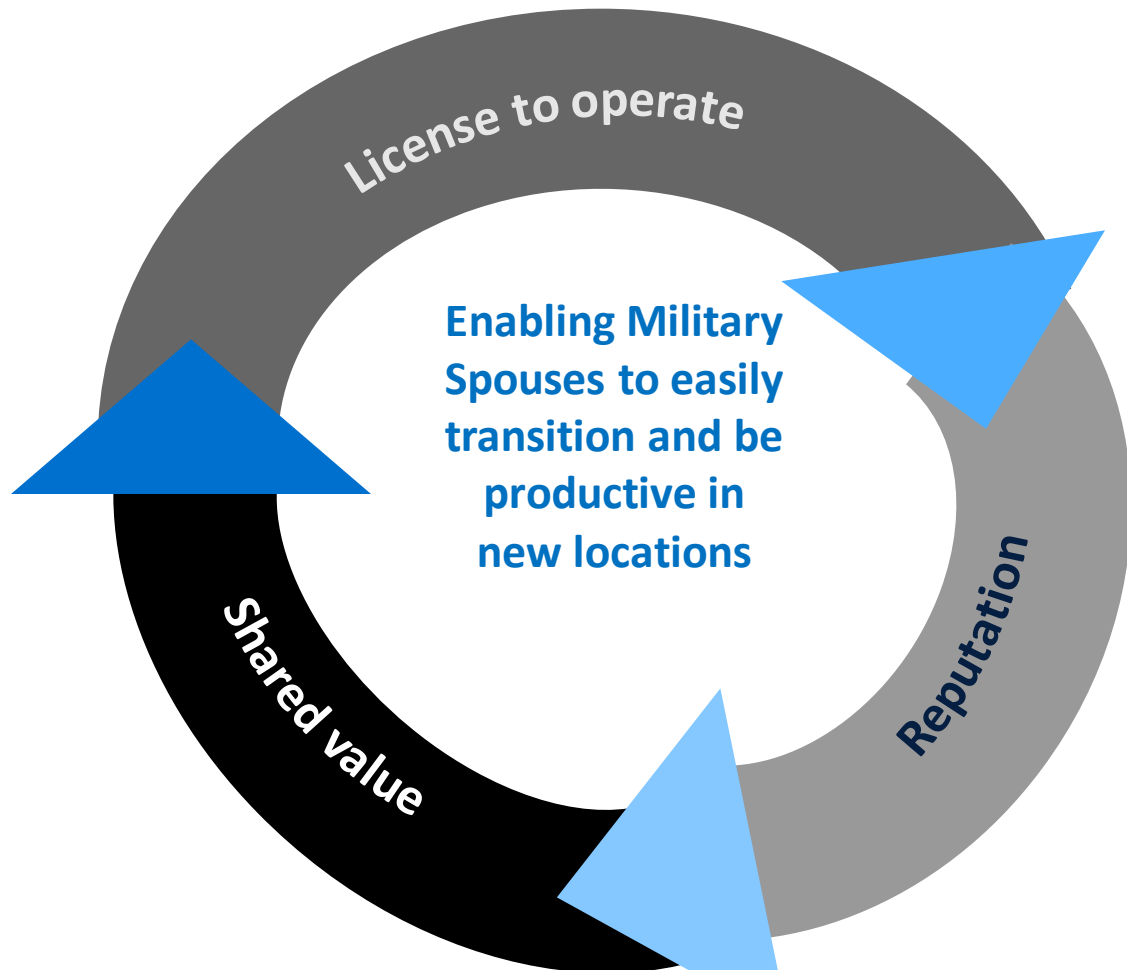 License to operate
Enabling Military
Spouses to easily
transition and be
productive in
new locations
Reputation
Shared value